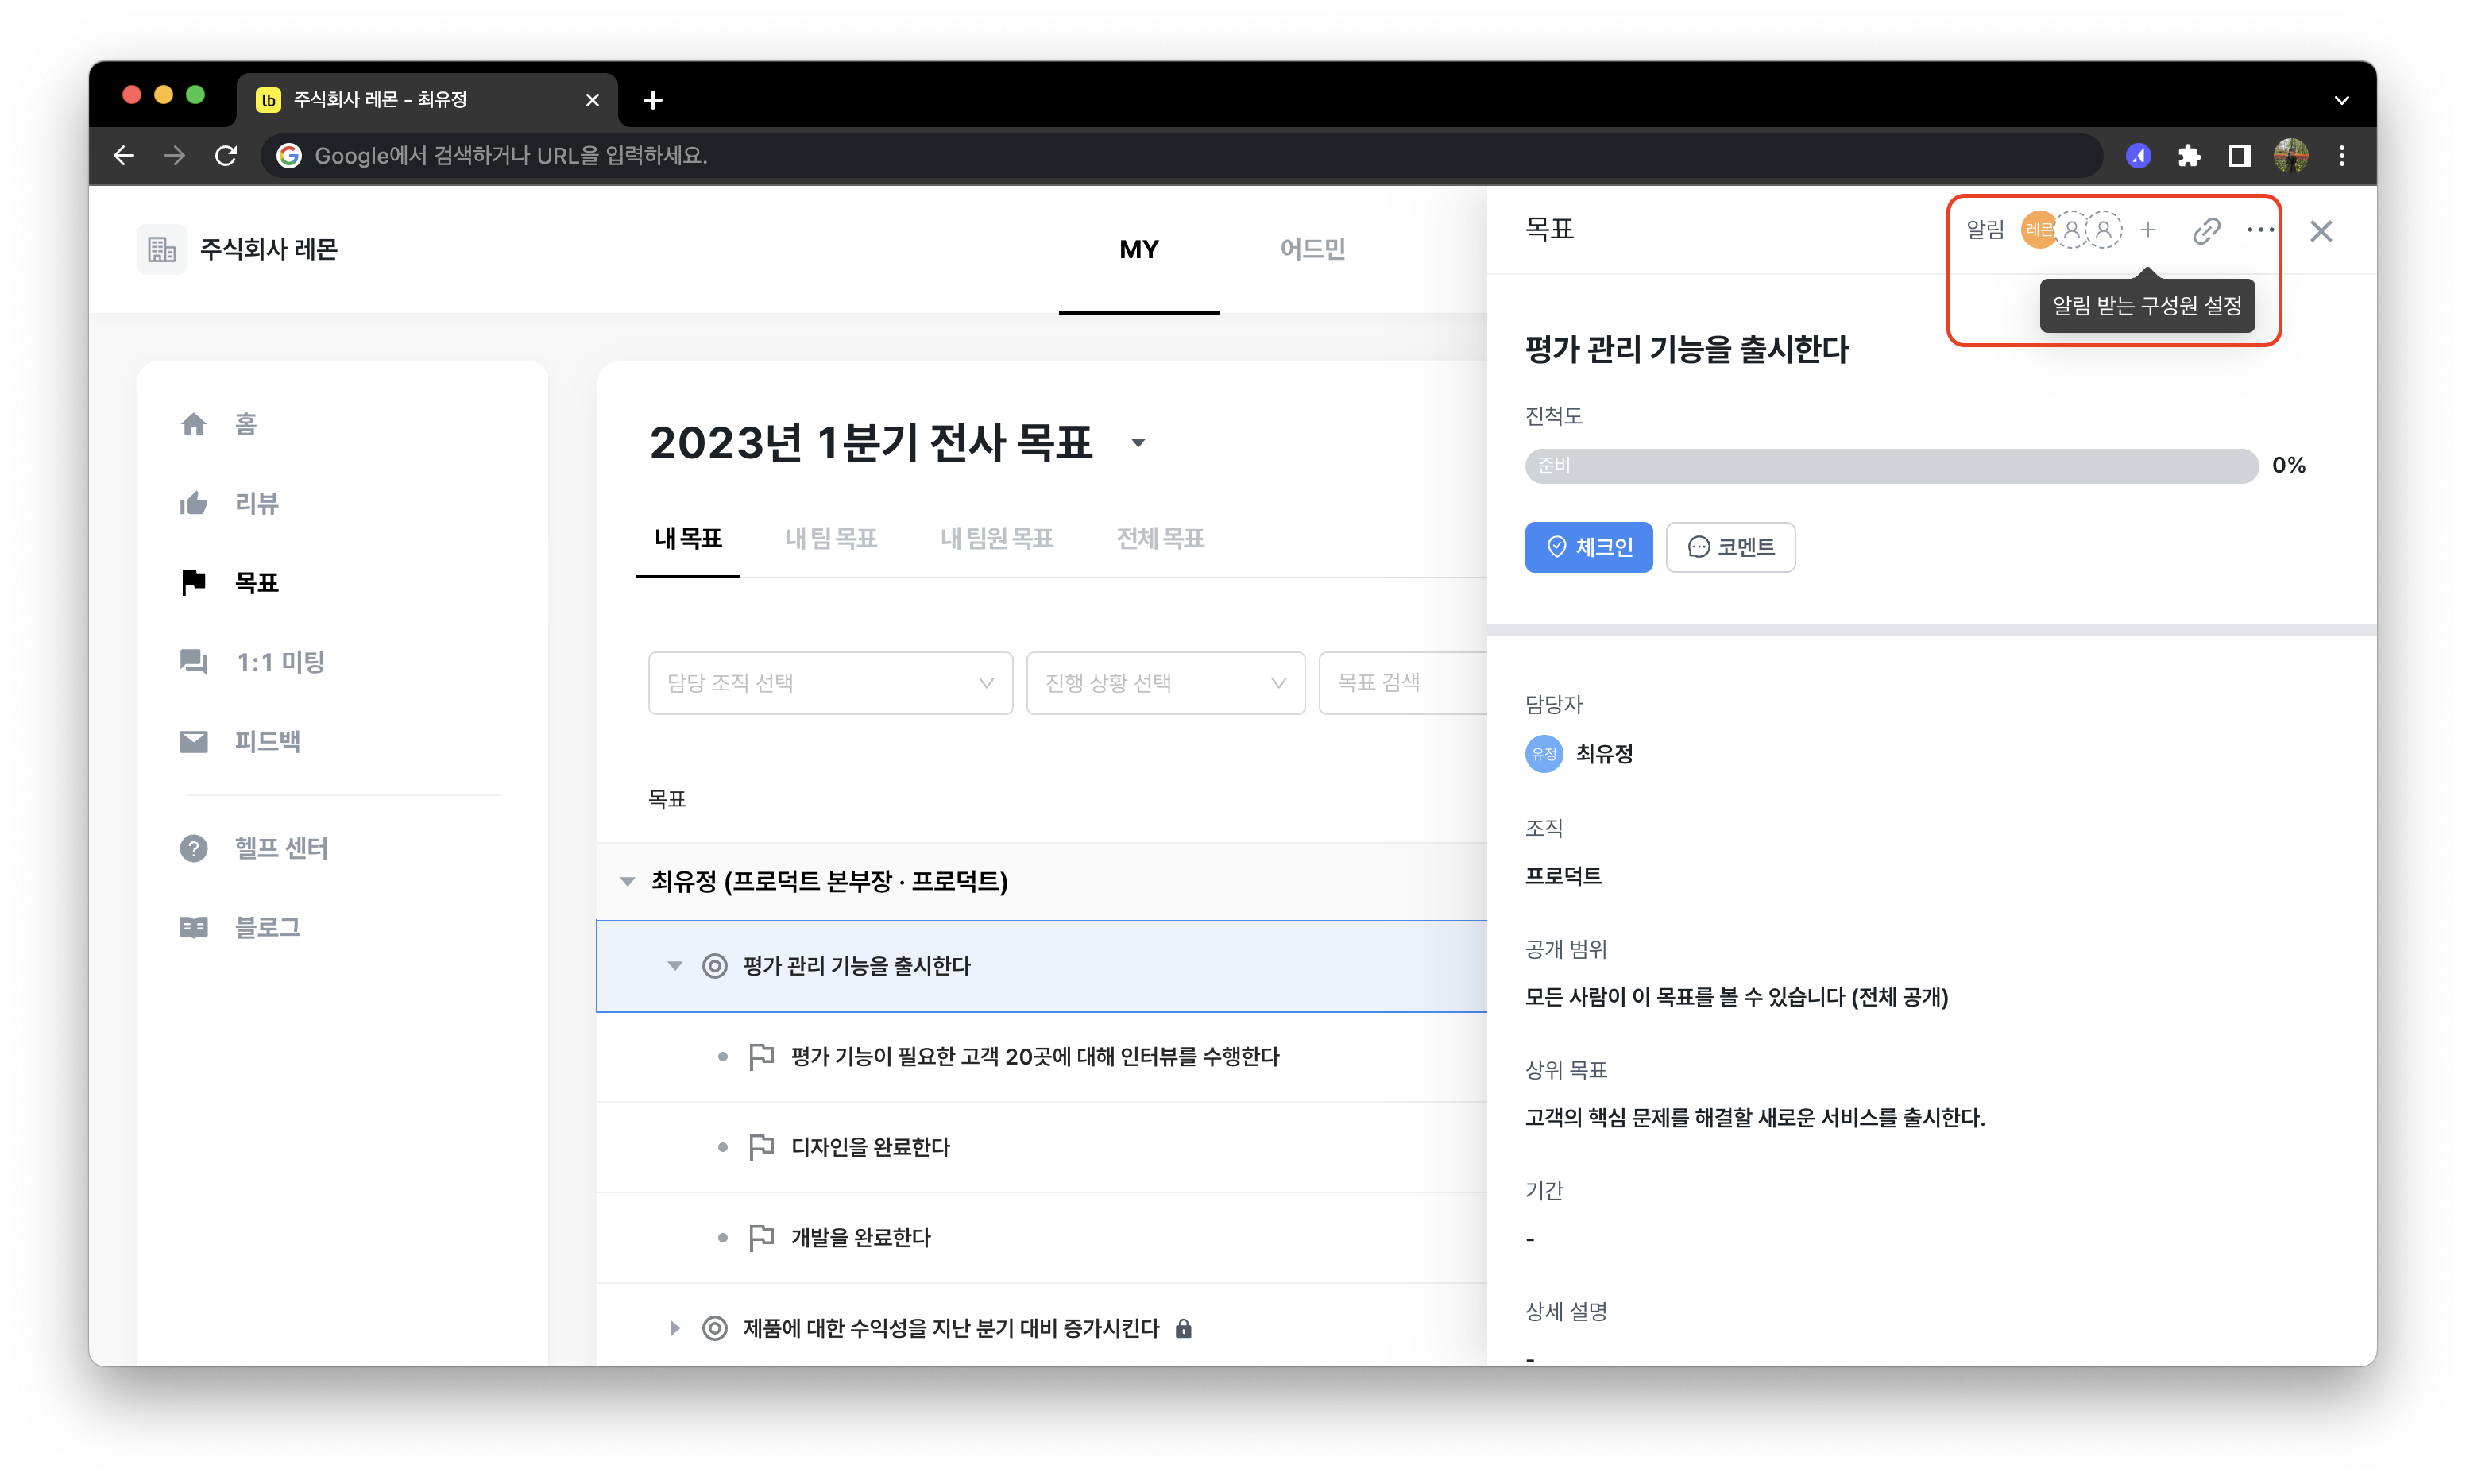 lb 주식회사 레몬 - 최유정
Google에서 검색하거나 URL을 입력하세요.
주식회사 레몬
MY
어드민
홈
리뷰
목표
1:1 미팅
피드백
헬프 센터
블로그
2023년 1분기 전사 목표
내 목표
내 팀 목표
내 팀원 목표
전체 목표
담당 조직 선택
진행 상황 선택
목표 검색
목표
최유정 (프로덕트 본부장 · 프로덕트)
평가 관리 기능을 출시한다
평가 기능이 필요한 고객 20곳에 대해 인터뷰를 수행한다
디자인을 완료한다
개발을 완료한다
제품에 대한 수익성을 지난 분기 대비 증가시킨다
목표
알림 레몬
알림 받는 구성원 설정
평가 관리 기능을 출시한다
진척도
준비 0%
체크인
코멘트
담당자
유정 최유정
조직
프로덕트
공개 범위
모든 사람이 이 목표를 볼 수 있습니다 (전체 공개)
상위 목표
고객의 핵심 문제를 해결할 새로운 서비스를 출시한다.
기간
-
상세 설명
-